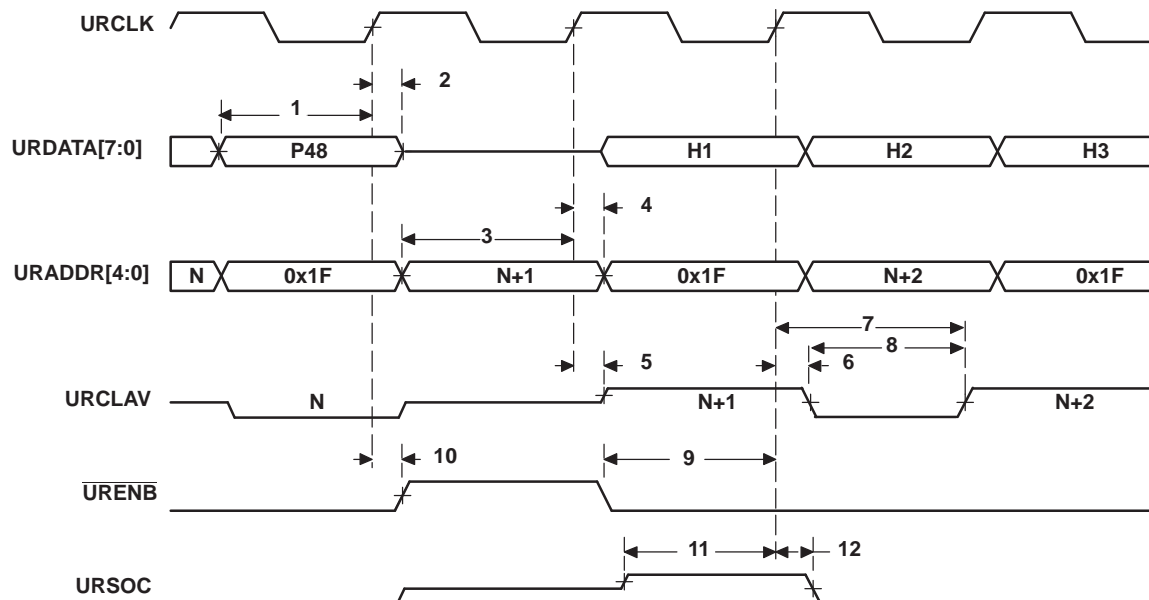 URCLK
2
1
URDATA[7:0] P48 H1 H2 H3
4
3
URADDR[4:0] N 0x1F N+1 0x1F N+2 0x1F
7
8
5 6
URCLAV N N+1 N+2
10 9
URENB
11 12
URSOC